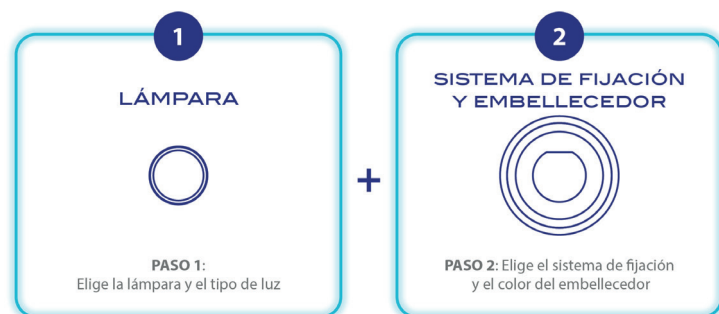 1
LÁMPARA
PASO 1:
Elige la lámpara y el tipo de luz
+
2
SISTEMA DE FIJACIÓN
Y EMBELLECEDOR
PASO 2: Elige el sistema de fijación
y el color del embellecedor